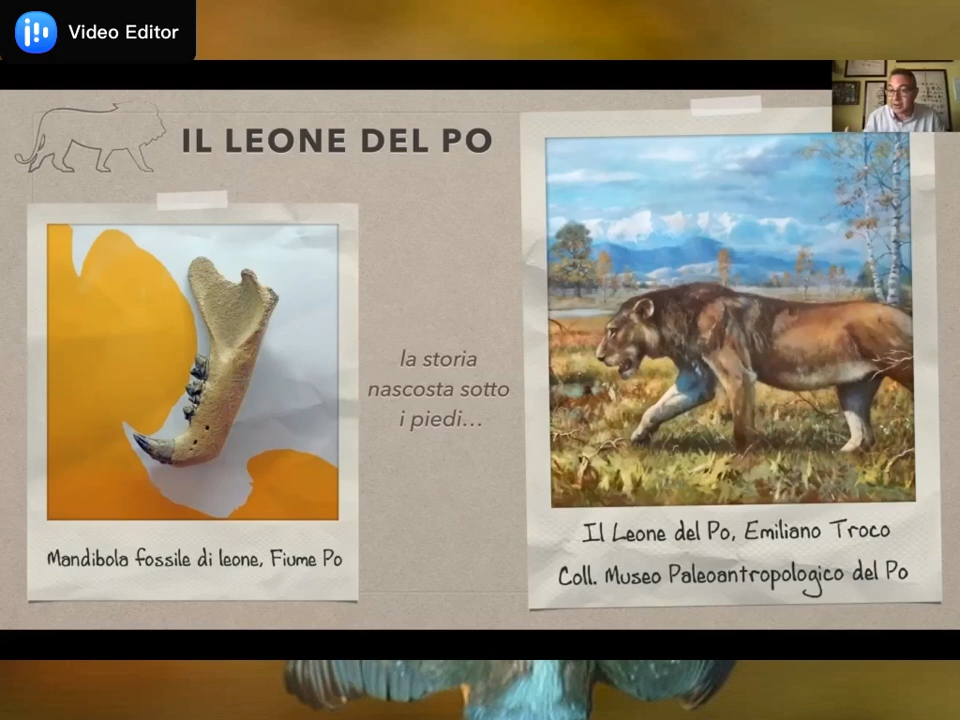 Video Editor
IL LEONE DEL PO
la storia
nascosta sotto
i piedi...
Mandibola fossile di leone, Fiume Po
Il Leone del Po, Emiliano Troco
Coll. Museo Paleoantropologico del Po